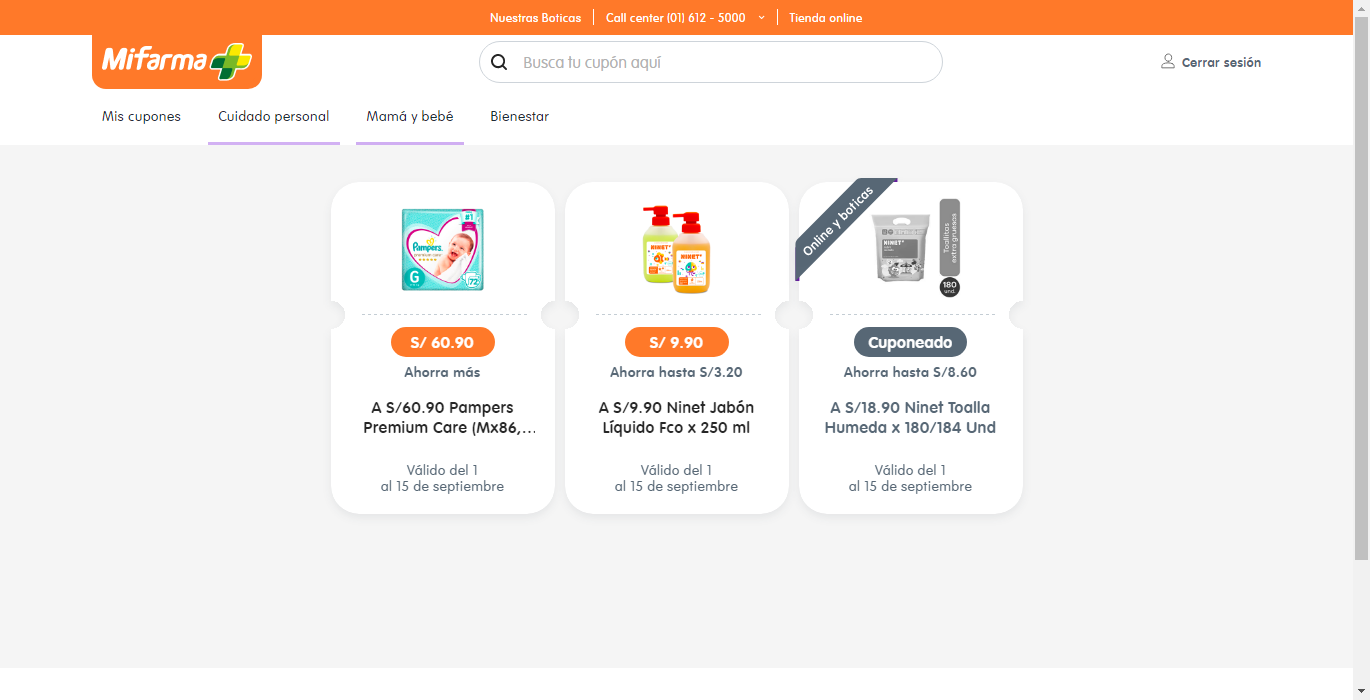 Nuestras Boticas
Call center (01) 612 - 5000
Tienda online
Mifarma
Busca tu cupón aquí
Cerrar sesión
Mis cupones
Cuidado personal
Mamá y bebé
Bienestar
Pampers
premium care
G
72
S/ 60.90
Ahorra más
A S/60.90 Pampers
Premium Care (Mx86,...
Válido del 1
al 15 de septiembre
NINET
NINET
S/ 9.90
Ahorra hasta S/3.20
A S/9.90 Ninet Jabón
Líquido Fco x 250 ml
Válido del 1
al 15 de septiembre
Online y boticas
NINET
Toallitas
extra gruesas
180
und.
Cuponeado
Ahorra hasta S/8.60
A S/18.90 Ninet Toalla
Humeda x 180/184 Und
Válido del 1
al 15 de septiembre